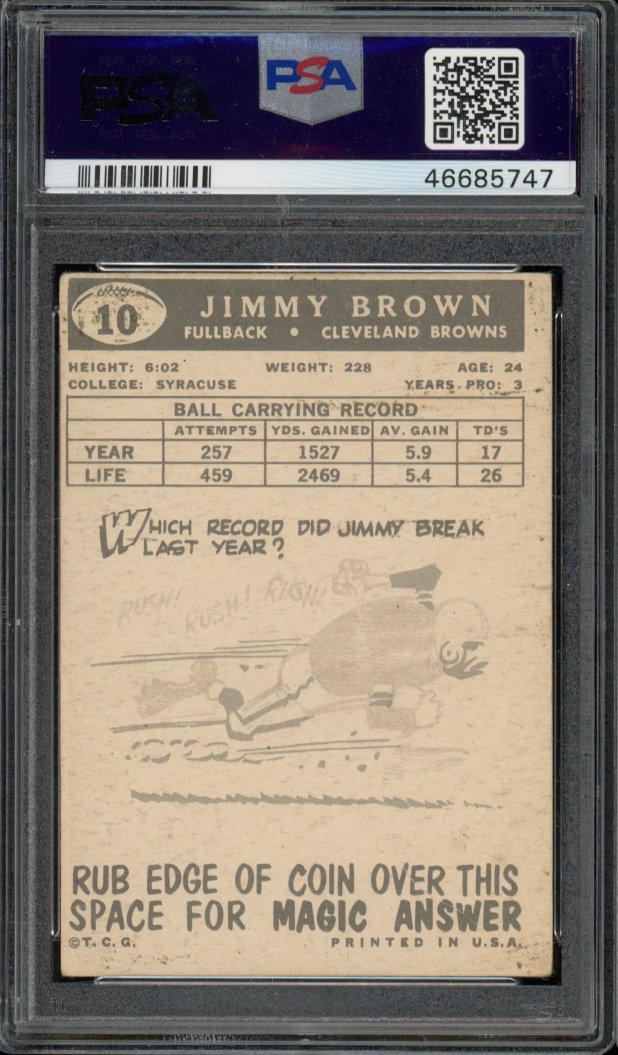 PSA
PSA
46685747
10
JIMMY BROWN
FULLBACK • CLEVELAND BROWNS
HEIGHT: 6:02 WEIGHT: 228 AGE: 24
COLLEGE: SYRACUSE YEARS PRO: 3
BALL CARRYING RECORD
ATTEMPTS YDS. GAINED AV. GAIN TD'S
YEAR 257 1527 5.9 17
LIFE 459 2469 5.4 26
WHICH RECORD DID JIMMY BREAK
LAST YEAR?
RUSH! RUSH! RUSH!!
RUB EDGE OF COIN OVER THIS
SPACE FOR MAGIC ANSWER
©T.C.G. PRINTED IN U.S.A.